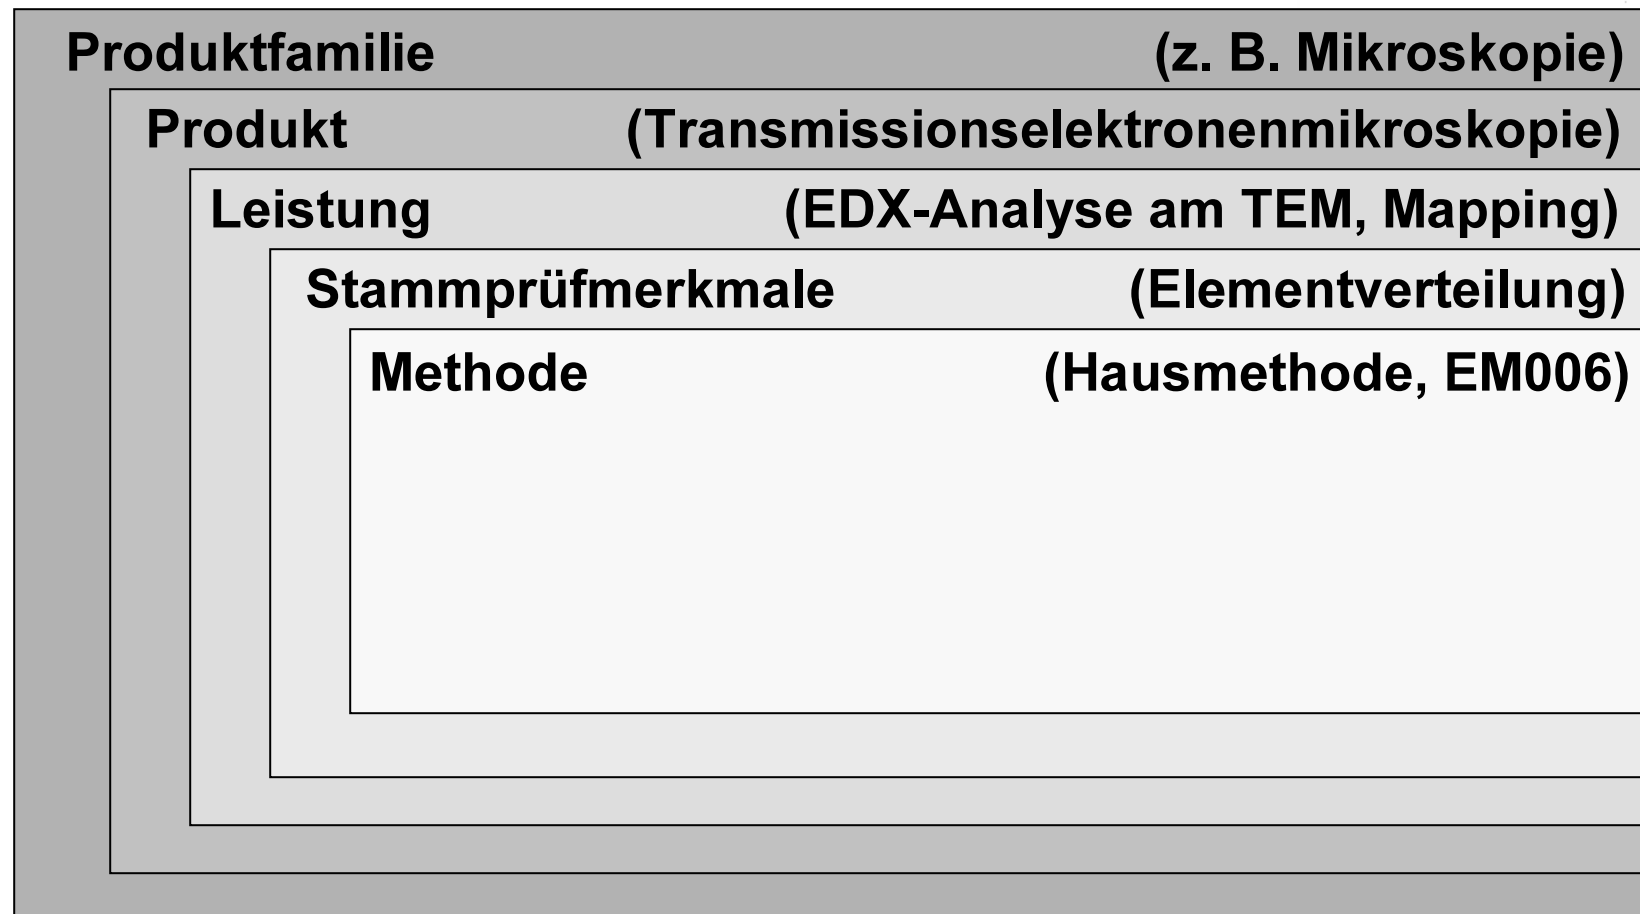 Produktfamilie (z. B. Mikroskopie)
Produkt (Transmissionselektronenmikroskopie)
Leistung (EDX-Analyse am TEM, Mapping)
Stammprüfmerkmale (Elementverteilung)
Methode (Hausmethode, EM006)